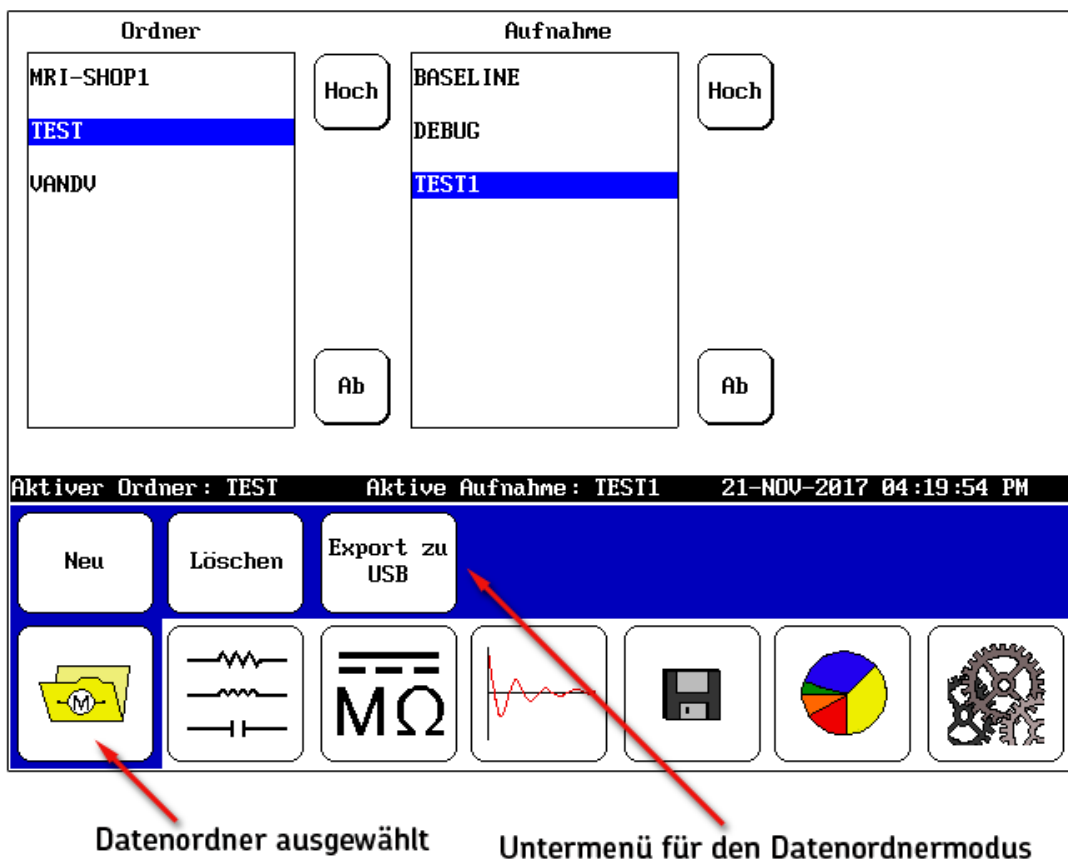 Ordner
Aufnahme
MRI-SHOP1
TEST
VANDV
Hoch
Ab
BASELINE
DEBUG
TEST1
Hoch
Ab
Aktiver Ordner: TEST Aktive Aufnahme: TEST1 21-NOV-2017 04:19:54 PM
Neu
Löschen
Export zu
USB
M
MΩ
Datenordner ausgewählt
Untermenü für den Datenordnermodus